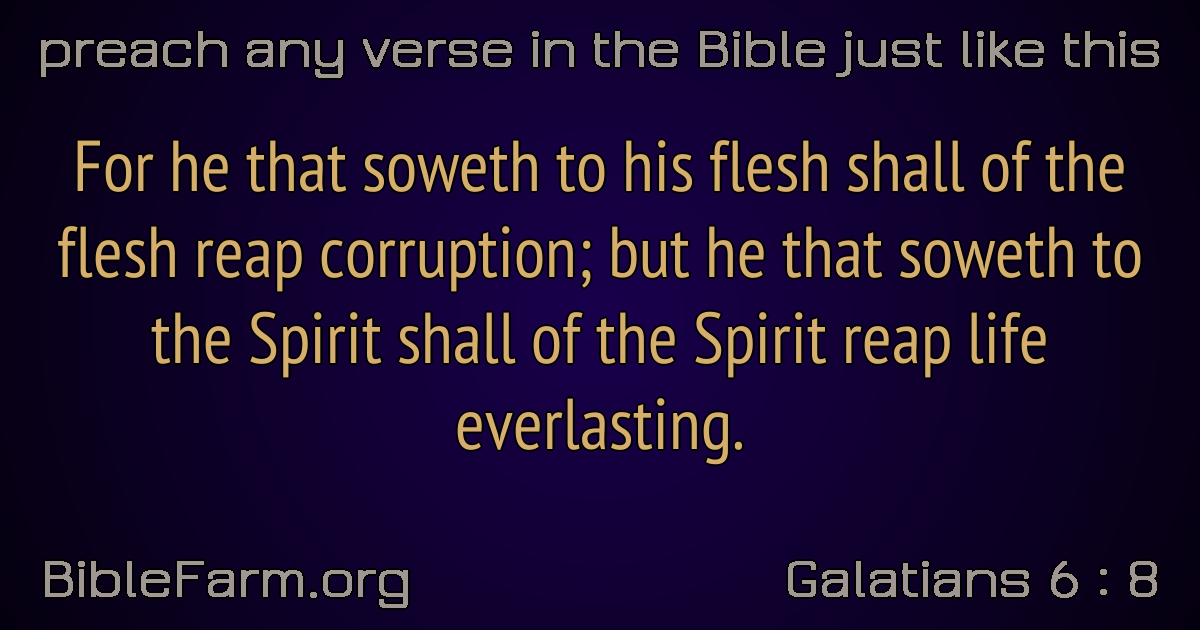 preach any verse in the Bible just like this
For he that soweth to his flesh shall of the
flesh reap corruption; but he that soweth to
the Spirit shall of the Spirit reap life
everlasting.
BibleFarm.org
Galatians 6 : 8